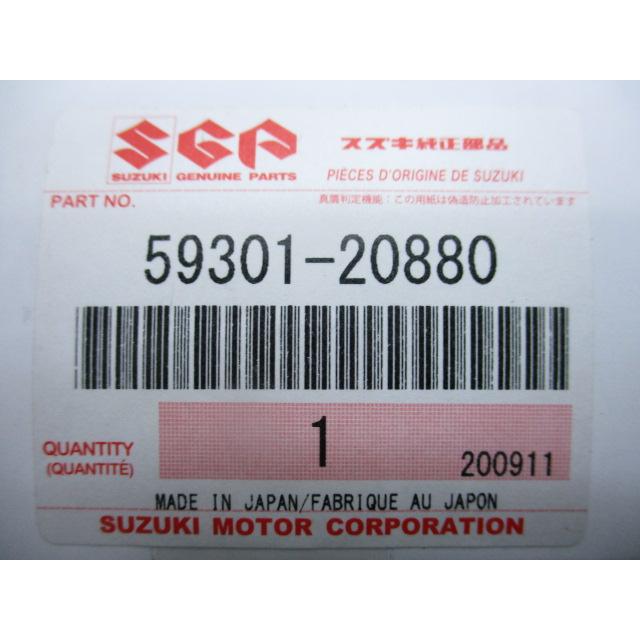 SGP スズキ純正部品
SUZUKI GENUINE PARTS PIÈCES D'ORIGINE DE SUZUKI
PART NO. 真贋判定機能:この用紙は偽造防止加工されています
59301-20880
QUANTITY 1
(QUANTITÉ) 200911
MADE IN JAPAN/FABRIQUE AU JAPON
SUZUKI MOTOR CORPORATION